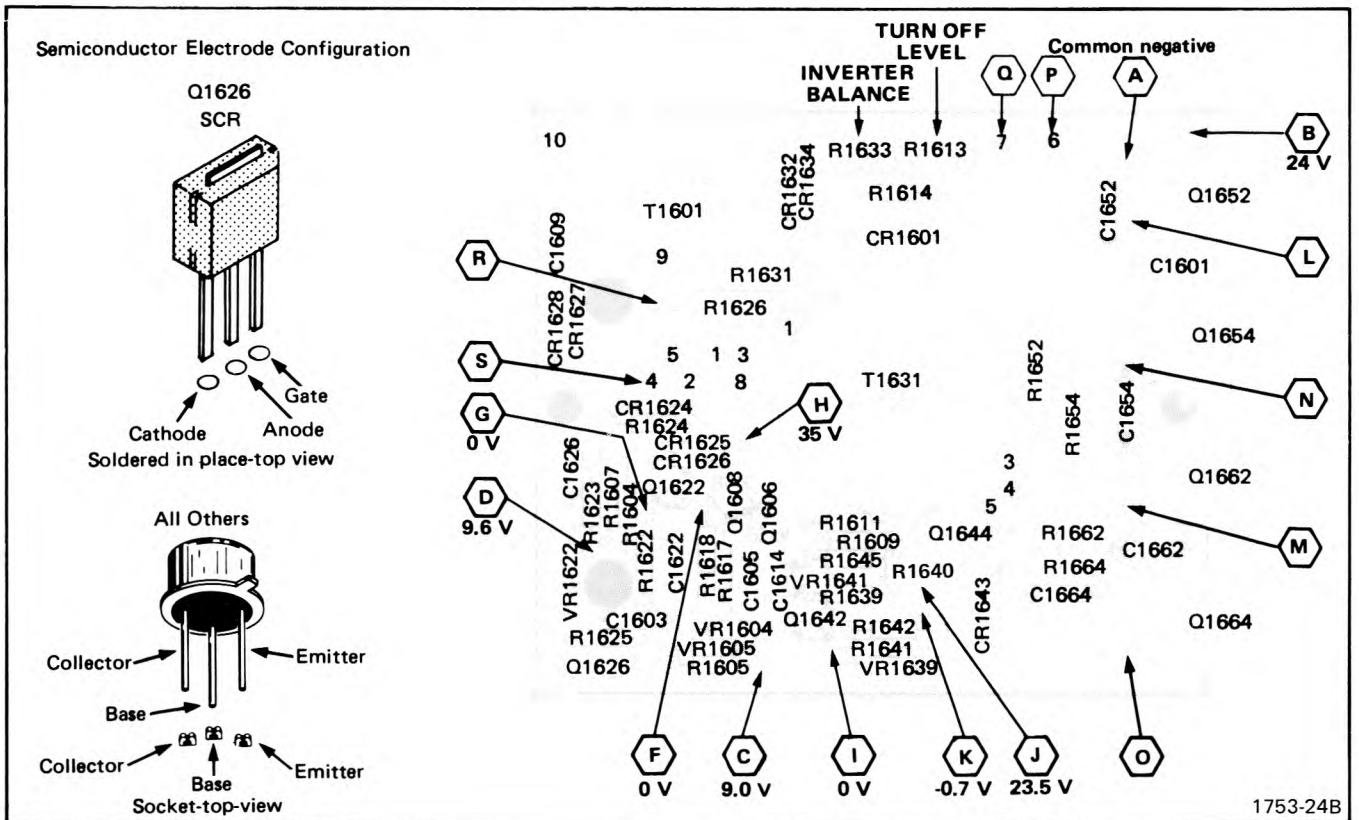 Semiconductor Electrode Configuration
Q1626
SCR
Gate
Cathode
Anode
Soldered in place-top view
All Others
Collector
Emitter
Base
Collector
Emitter
Base
Socket-top-view
TURN OFF
LEVEL
INVERTER
BALANCE
Common negative
Q
P
A
B
24 V
10
R1633
R1613
7
6
CR1632
CR1634
R1614
C1652
Q1652
T1601
CR1601
L
C1609
R
9
R1631
C1601
CR1628
CR1627
R1626
1
Q1654
S
5
1
3
4
2
8
T1631
R1652
N
G
0 V
H
35 V
CR1624
R1624
CR1625
CR1626
R1654
C1654
C1626
3
4
5
Q1662
D
9.6 V
R1623
R1607
R1604
Q1622
Q1608
Q1606
R1611
R1609
R1645
VR1641
R1639
Q1642
Q1644
R1640
R1662
C1662
M
R1664
C1664
VR1622
R1622
C1622
R1618
R1617
C1605
C1614
CR1643
C1603
R1625
Q1626
VR1604
VR1605
R1605
R1642
R1641
VR1639
Q1664
F
0 V
C
9.0 V
I
0 V
K
-0.7 V
J
23.5 V
O
1753-24B